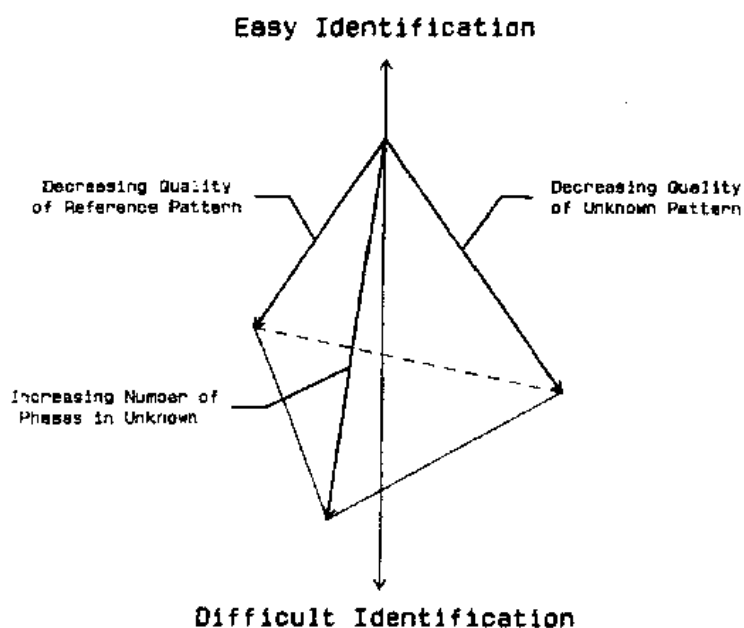 Easy Identification
Decreasing Quality
of Reference Pattern
Decreasing Quality
of Unknown Pattern
Increasing Number of
Phases in Unknown
Difficult Identification